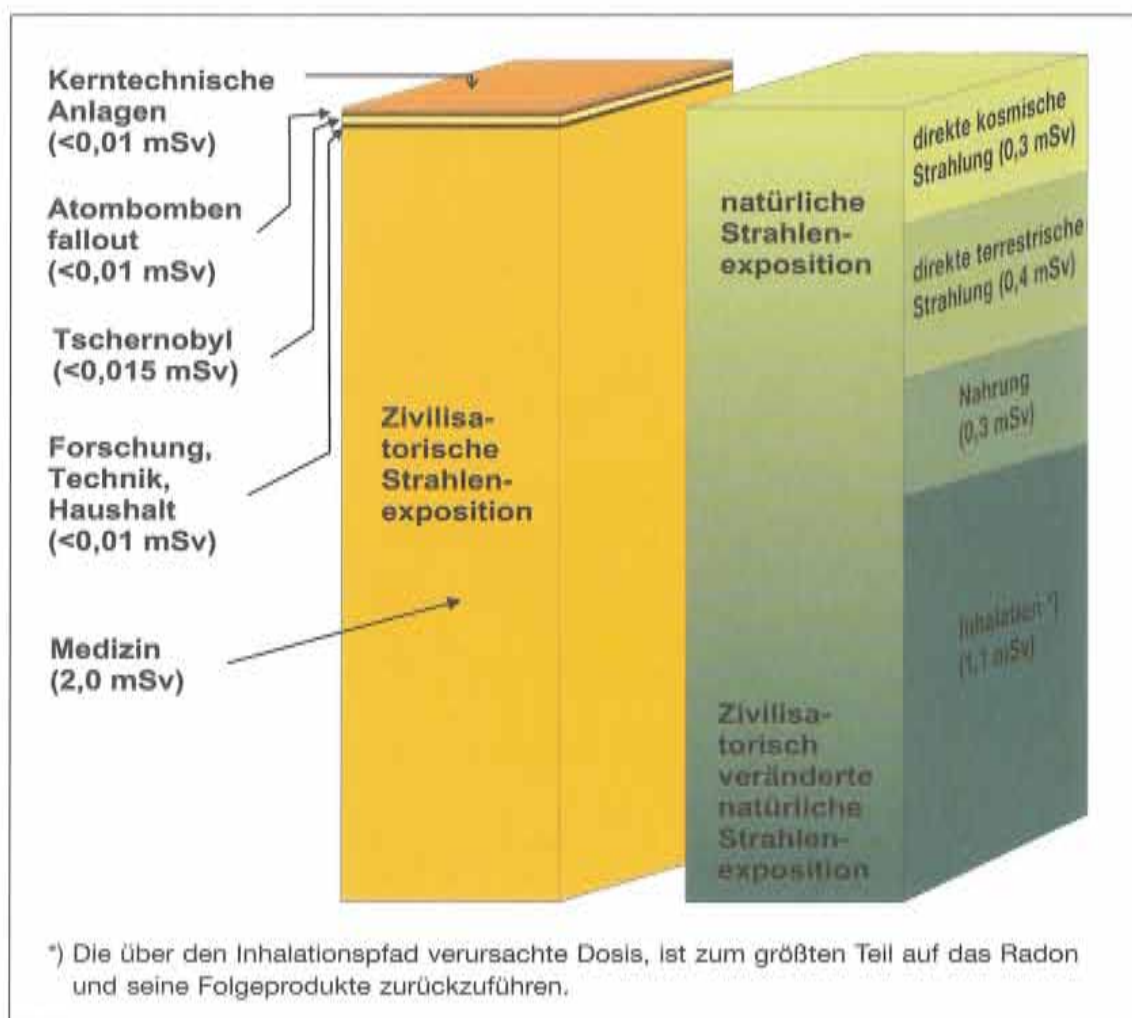 Kerntechnische
Anlagen
(<0,01 mSv)
Atombomben
fallout
(<0,01 mSv)
Tschernobyl
(<0,015 mSv)
Forschung,
Technik,
Haushalt
(<0,01 mSv)
Medizin
(2,0 mSv)
Zivilisa-
torische
Strahlen-
exposition
natürliche
Strahlen-
exposition
Zivilisa-
torisch
veränderte
natürliche
Strahlen-
exposition
direkte kosmische
Strahlung (0,3 mSv)
direkte terrestrische
Strahlung (0,4 mSv)
Nahrung
(0,3 mSv)
Inhalation *)
(1,1 mSv)
*) Die über den Inhalationspfad verursachte Dosis, ist zum größten Teil auf das Radon
und seine Folgeprodukte zurückzuführen.